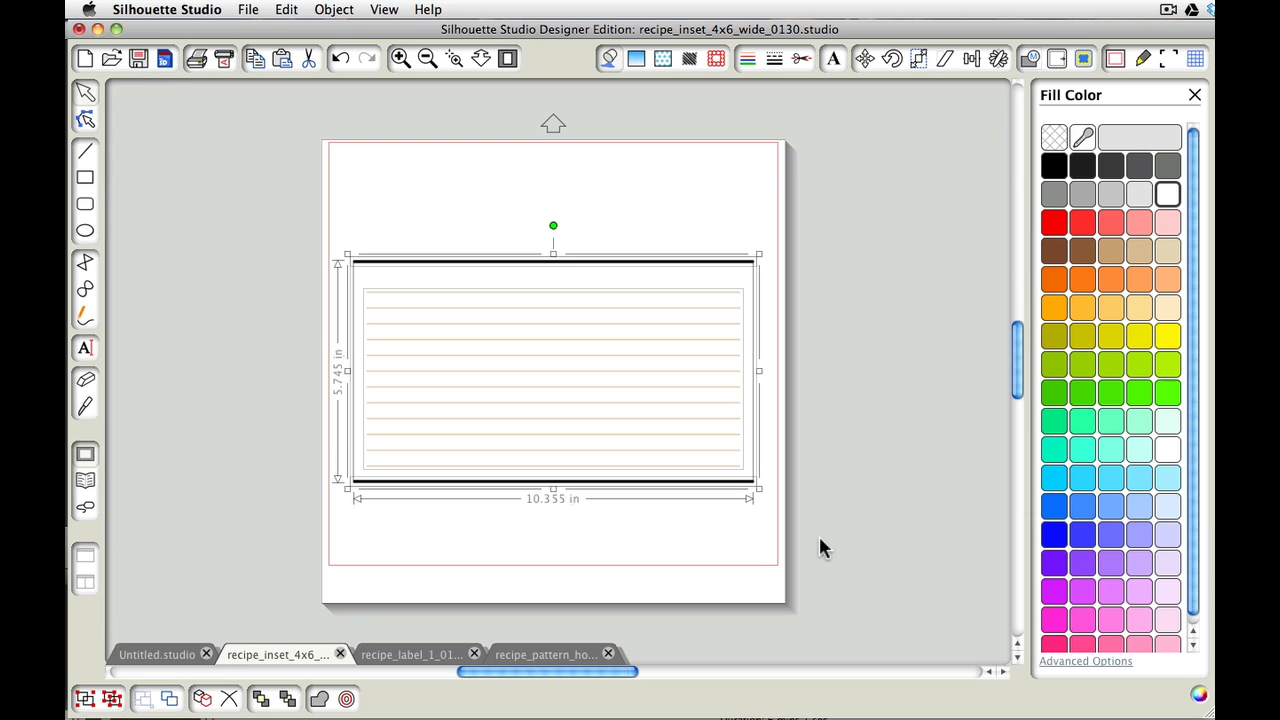 Silhouette Studio File Edit Object View Help
Silhouette Studio Designer Edition: recipe_inset_4x6_wide_0130.studio
Fill Color
A
5.745 in
A
10.355 in
Untitled.studio recipe_inset_4x6_... recipe_label_1_01... recipe_pattern_ho...
Advanced Options